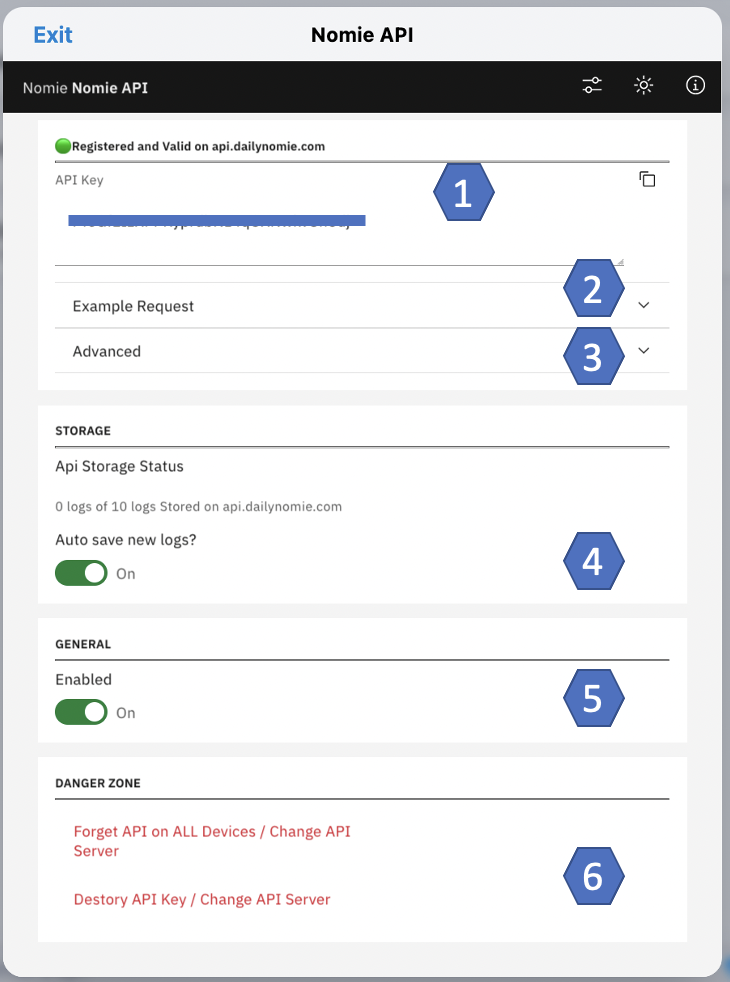 Exit
Nomie API
Nomie Nomie API
Registered and Valid on api.dailynomie.com
API Key
1
2
Example Request
3
Advanced
STORAGE
Api Storage Status
0 logs of 10 logs Stored on api.dailynomie.com
Auto save new logs?
4
On
GENERAL
Enabled
5
On
DANGER ZONE
Forget API on ALL Devices / Change API
Server
6
Destory API Key / Change API Server